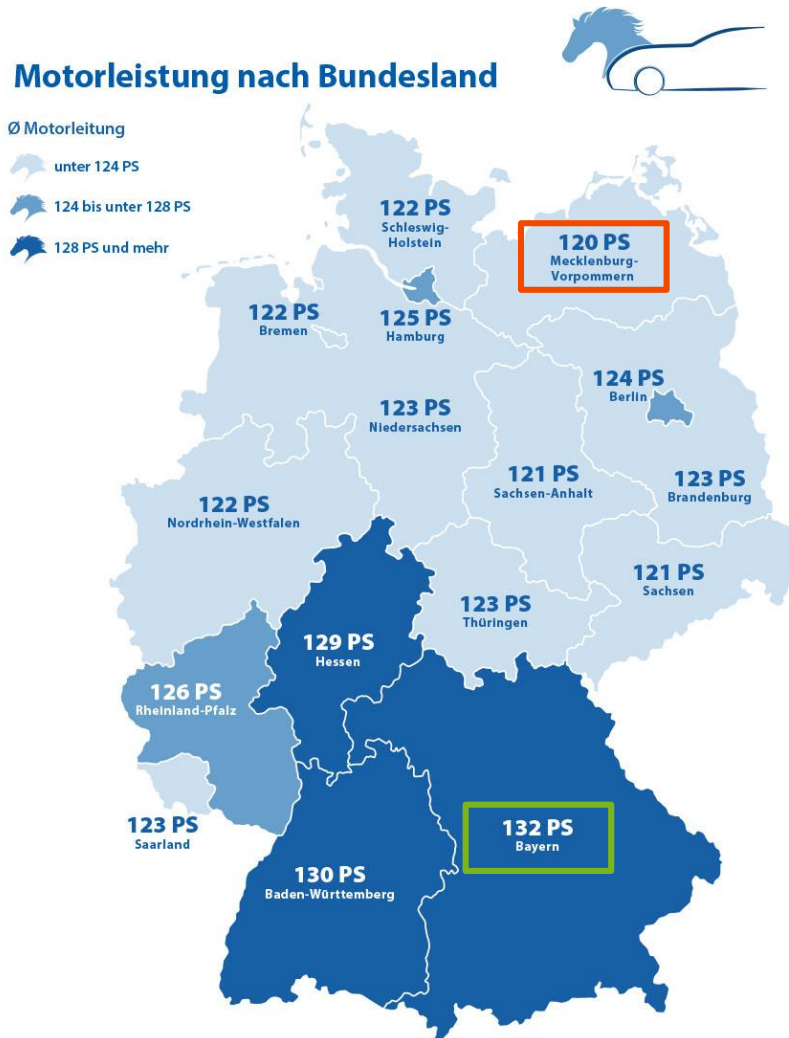 Motorleistung nach Bundesland
Ø Motorleitung
unter 124 PS
124 bis unter 128 PS
128 PS und mehr
122 PS
Schleswig-
Holstein
120 PS
Mecklenburg-
Vorpommern
122 PS
Bremen
125 PS
Hamburg
124 PS
Berlin
123 PS
Niedersachsen
121 PS
Sachsen-Anhalt
123 PS
Brandenburg
122 PS
Nordrhein-Westfalen
121 PS
Sachsen
123 PS
Thüringen
129 PS
Hessen
126 PS
Rheinland-Pfalz
123 PS
Saarland
132 PS
Bayern
130 PS
Baden-Württemberg